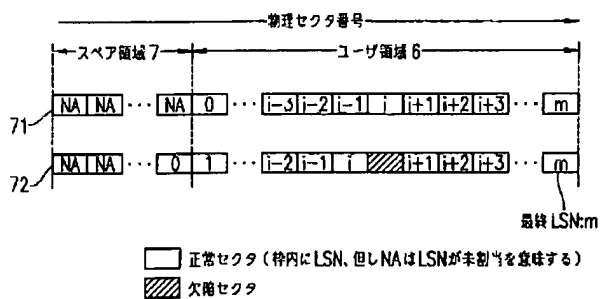 物理セクタ番号
スペア領域 7 ユーザ領域 6
71 NA NA ··· NA 0 ··· i-3 i-2 i-1 i i+1 i+2 i+3 ··· m
72 NA NA ··· 0 1 ··· i-2 i-1 i i+1 i+2 i+3 ··· m
最終 LSN:m
正常セクタ (枠内にLSN、但しNAはLSNが未割当を意味する)
欠陥セクタ